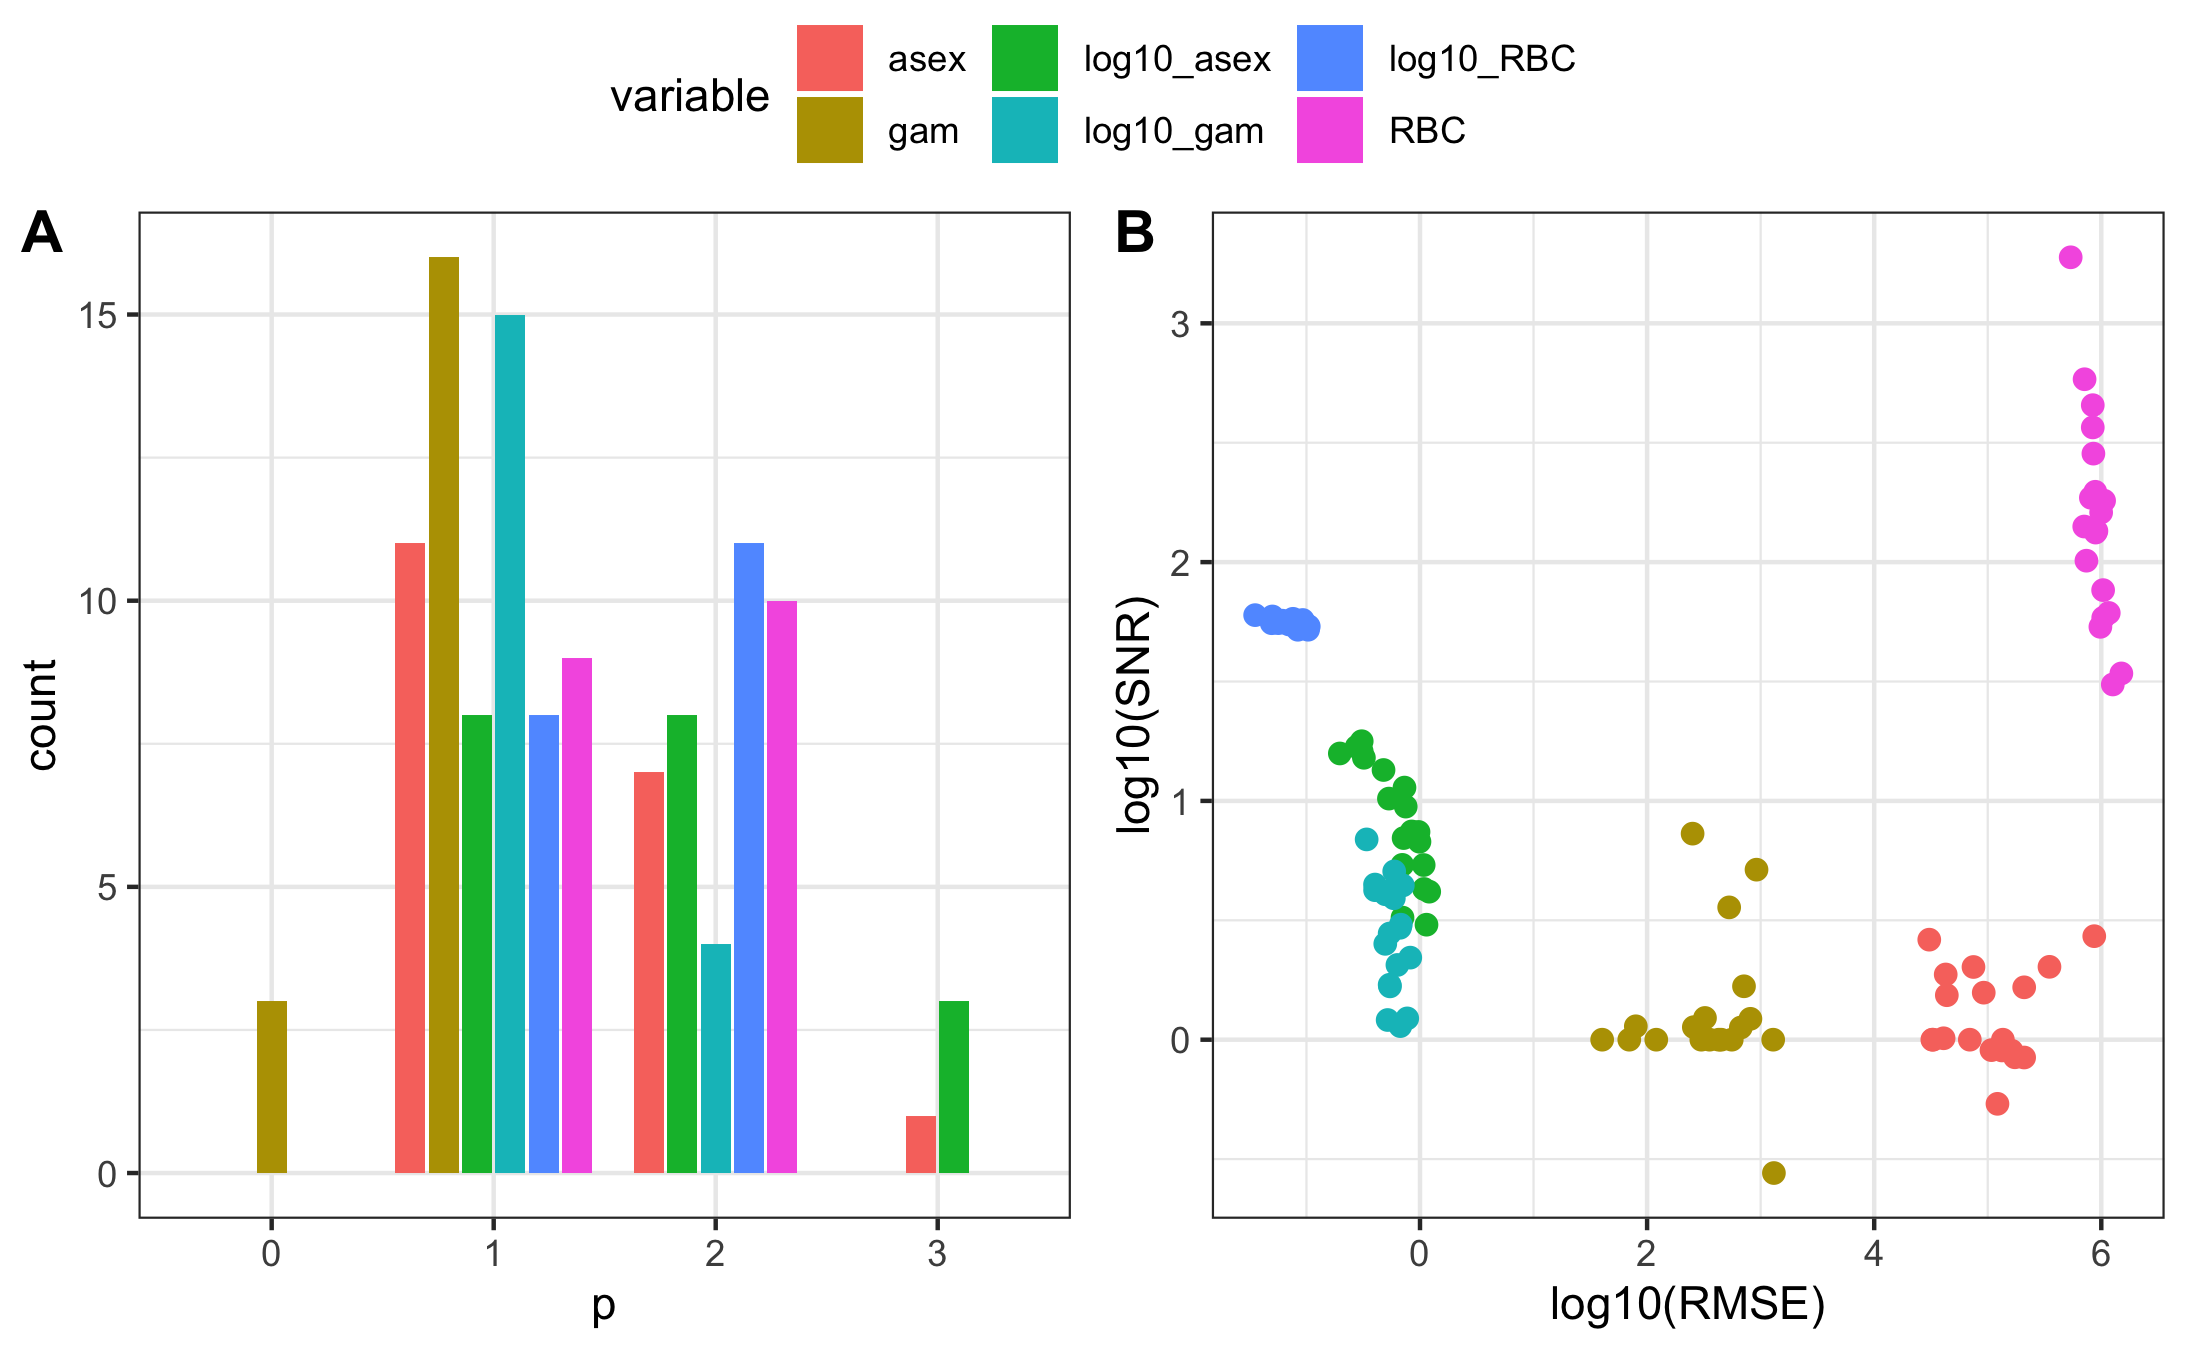 variable
asex
log10_asex
log10_RBC
gam
log10_gam
RBC
A
15
10
5
0
count
0 1 2 3
p
B
3
2
1
0
log10(SNR)
0 2 4 6
log10(RMSE)